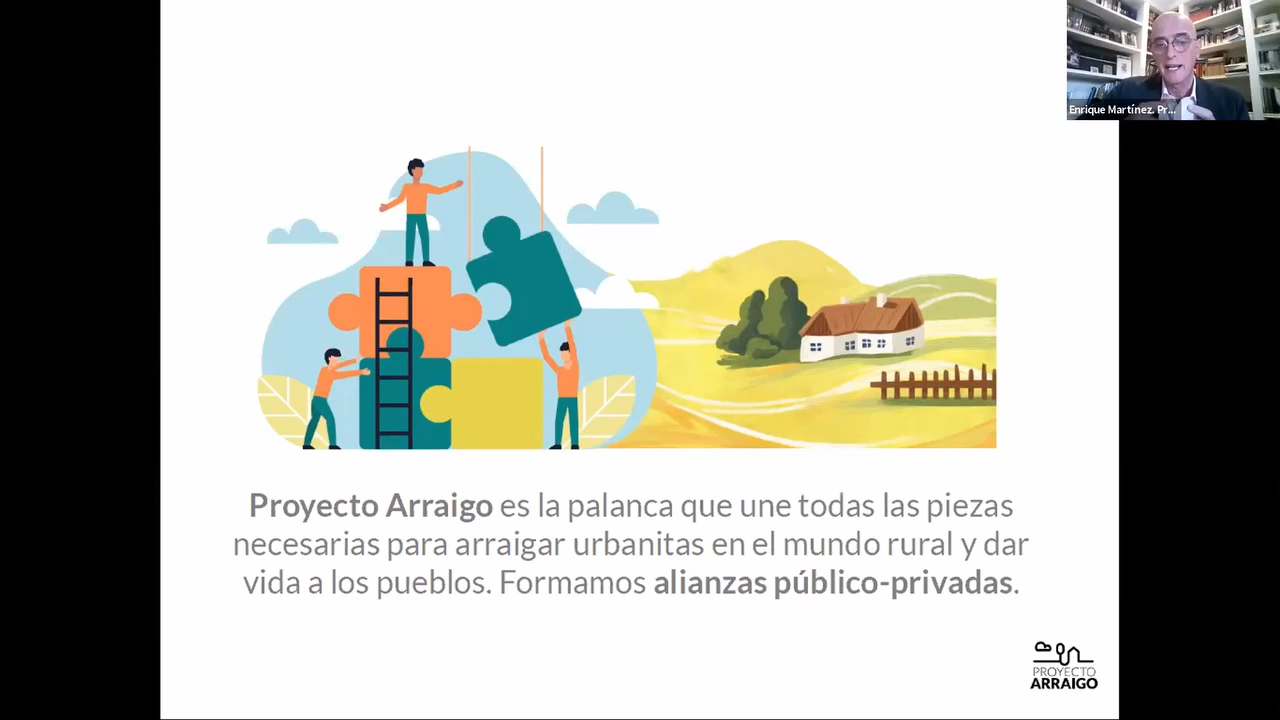 Enrique Martínez. Pr...
Proyecto Arraigo es la palanca que une todas las piezas
necesarias para arraigar urbanitas en el mundo rural y dar
vida a los pueblos. Formamos alianzas público-privadas.
PROYECTO
ARRAIGO